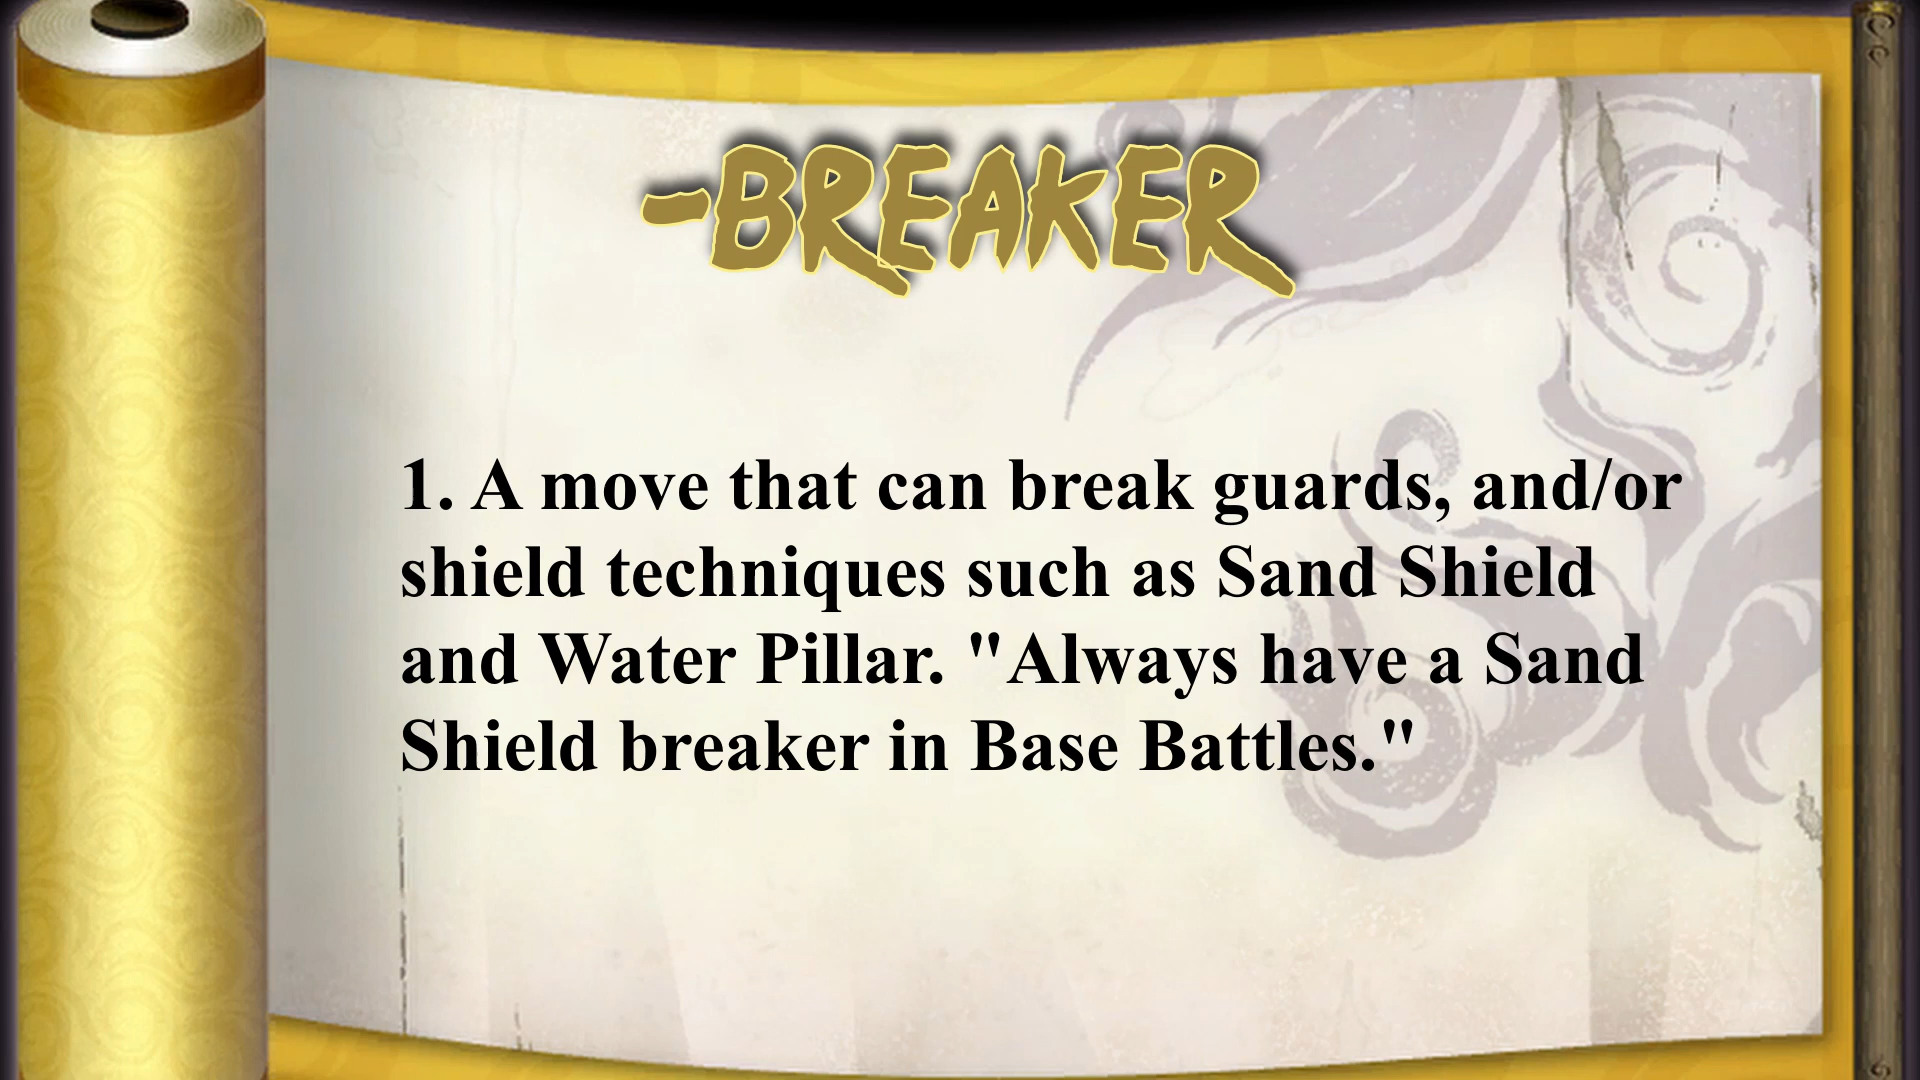 -BREAKER
1. A move that can break guards, and/or
shield techniques such as Sand Shield
and Water Pillar. "Always have a Sand
Shield breaker in Base Battles."